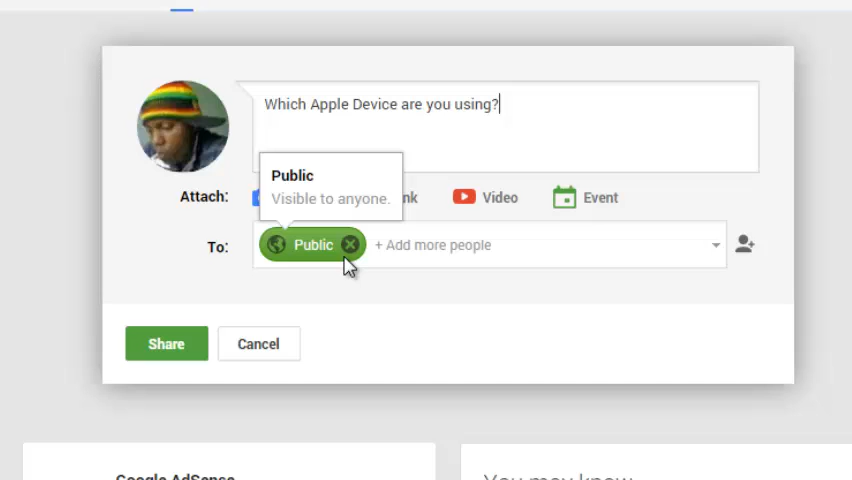 Which Apple Device are you using?
Public
Visible to anyone.
Attach:
Video
Event
To:
Public
+ Add more people
Share
Cancel
Google AdSense
You may know